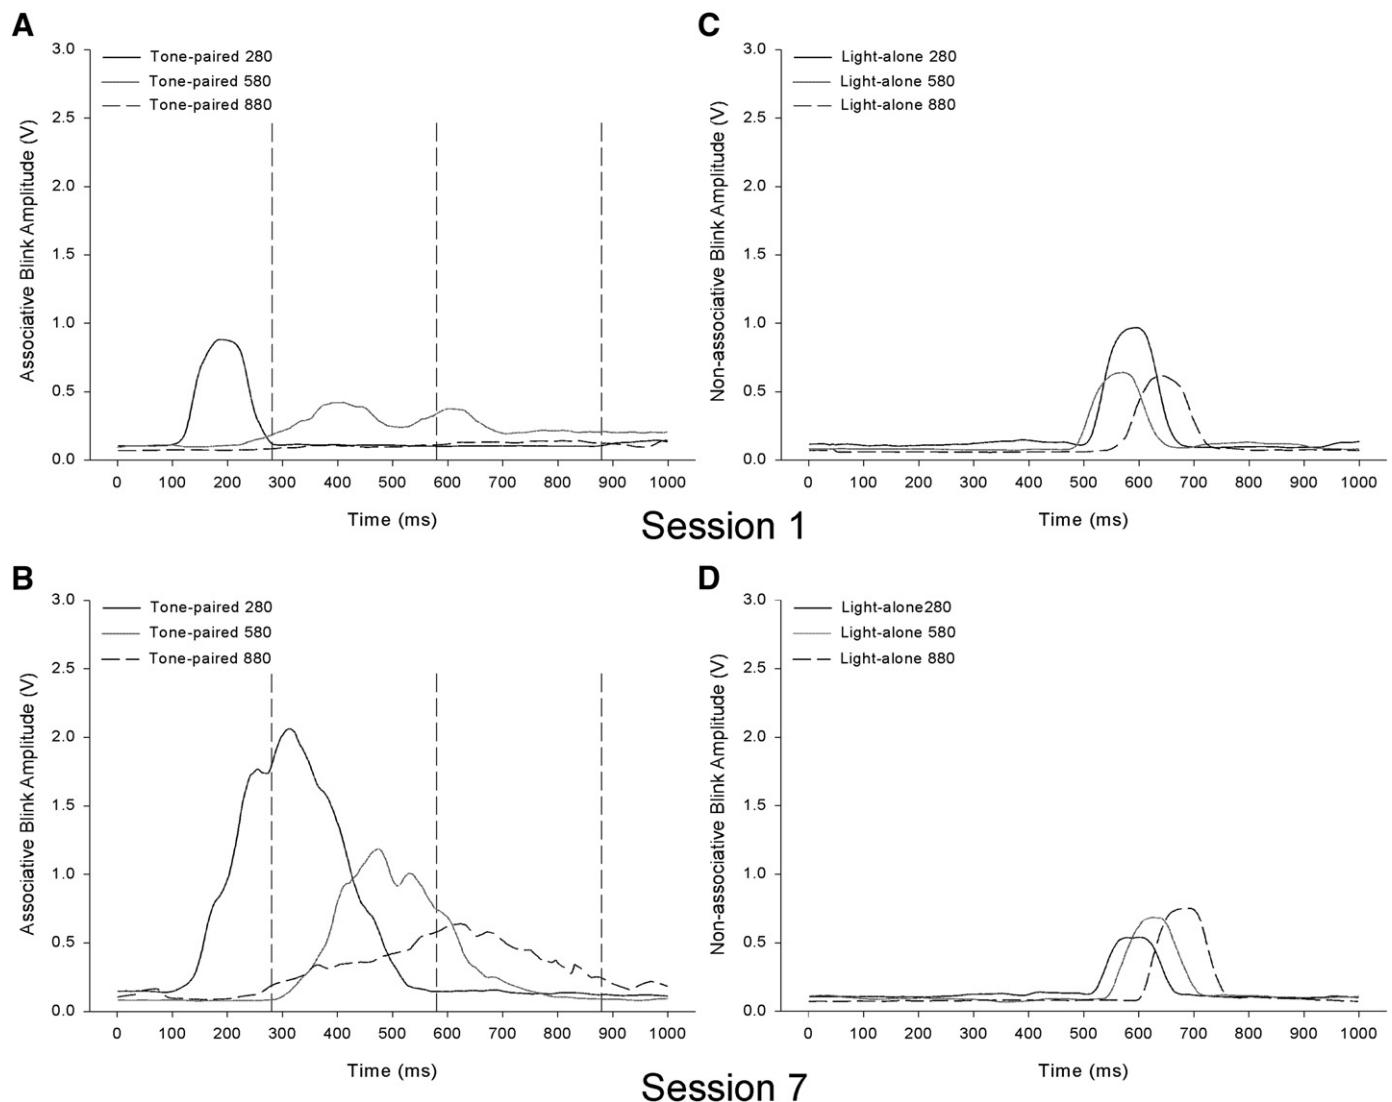 A
Associative Blink Amplitude (V)
3.0
2.5
2.0
1.5
1.0
0.5
0.0
Tone-paired 280
Tone-paired 580
Tone-paired 880
0 100 200 300 400 500 600 700 800 900 1000
Time (ms)
C
Non-associative Blink Amplitude (V)
3.0
2.5
2.0
1.5
1.0
0.5
0.0
Light-alone 280
Light-alone 580
Light-alone 880
0 100 200 300 400 500 600 700 800 900 1000
Time (ms)
Session 1
B
Associative Blink Amplitude (V)
3.0
2.5
2.0
1.5
1.0
0.5
0.0
Tone-paired 280
Tone-paired 580
Tone-paired 880
0 100 200 300 400 500 600 700 800 900 1000
Time (ms)
D
Non-associative Blink Amplitude (V)
3.0
2.5
2.0
1.5
1.0
0.5
0.0
Light-alone280
Light-alone 580
Light-alone 880
0 100 200 300 400 500 600 700 800 900 1000
Time (ms)
Session 7